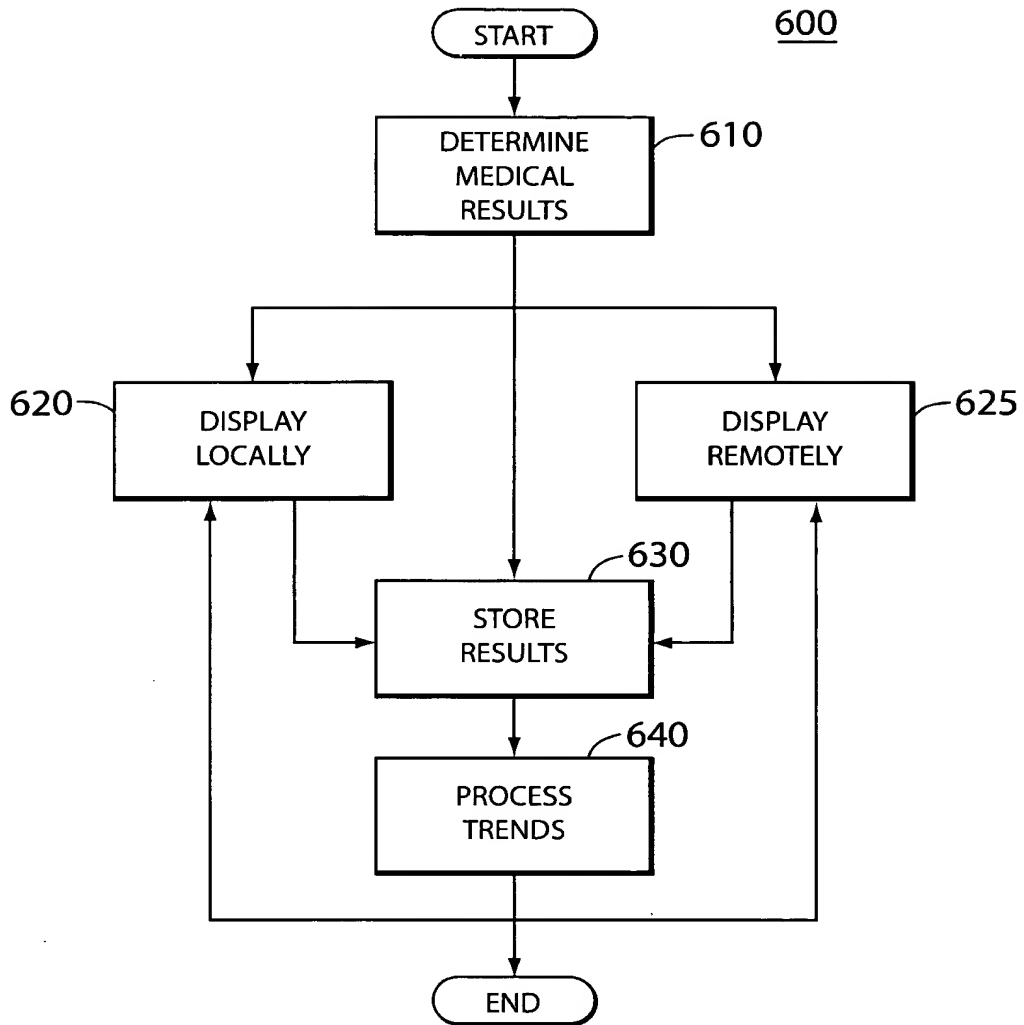 START
600
DETERMINE
MEDICAL
RESULTS
610
620
DISPLAY
LOCALLY
DISPLAY
REMOTELY
625
630
STORE
RESULTS
640
PROCESS
TRENDS
END